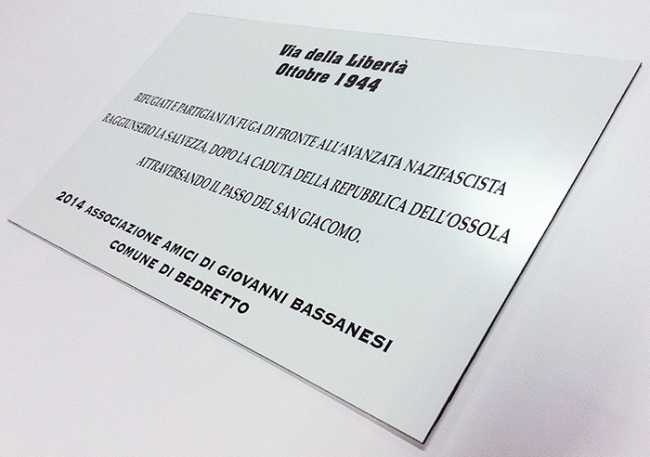 Via della Libertà
Ottobre 1944
RIFUGIATI E PARTIGIANI IN FUGA DI FRONTE ALL'AVANZATA NAZIFASCISTA
RAGGIUNSERO LA SALVEZZA, DOPO LA CADUTA DELLA REPUBBLICA DELL'OSSOLA
ATTRAVERSANDO IL PASSO DEL SAN GIACOMO.
2014 ASSOCIAZIONE AMICI DI GIOVANNI BASSANESI
COMUNE DI BEDRETTO